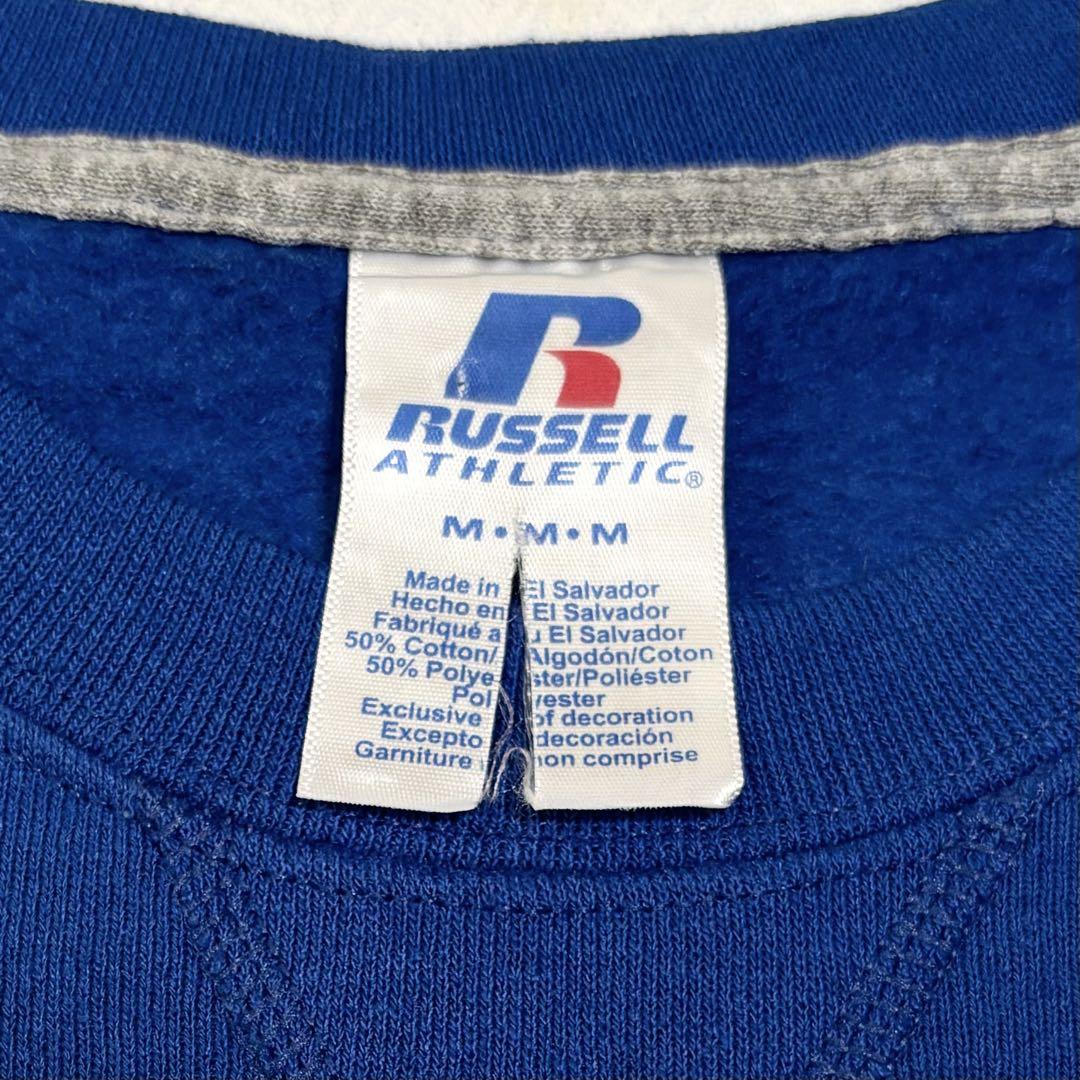 R
RUSSELL
ATHLETIC®
M•M•M
Made in El Salvador
Hecho en El Salvador
Fabriqué au El Salvador
50% Cotton/Algodón/Coton
50% Polyester/Poliéster
Polyester
Exclusive of decoration
Excepto decoración
Garniture non comprise